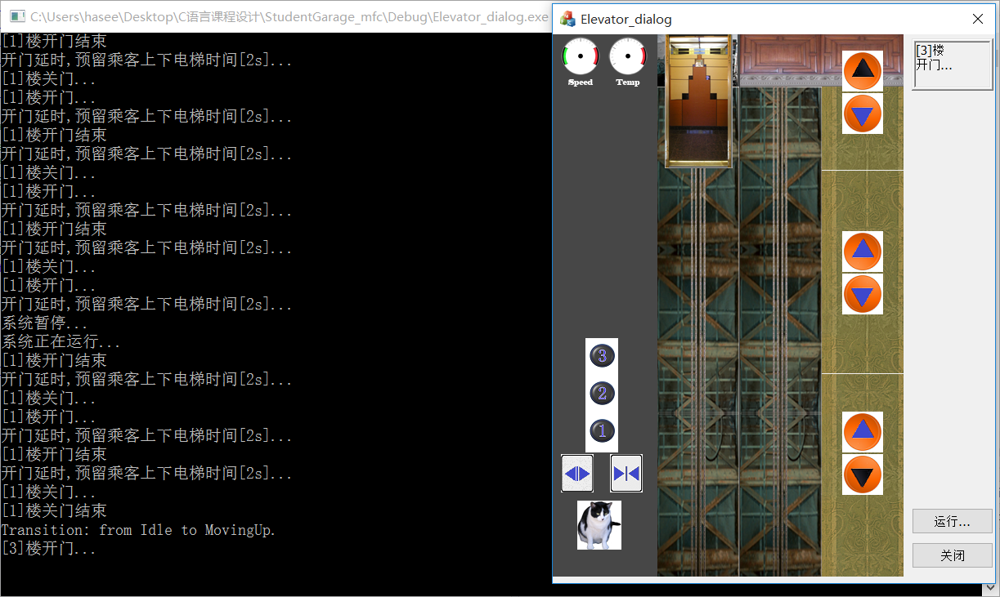 C:\Users\hasee\Desktop\C语言课程设计\StudentGarage_mfc\Debug\Elevator_dialog.exe
[1]楼开门结束
开门延时,预留乘客上下电梯时间[2s]...
[1]楼关门...
[1]楼开门...
开门延时,预留乘客上下电梯时间[2s]...
[1]楼开门结束
开门延时,预留乘客上下电梯时间[2s]...
[1]楼关门...
[1]楼开门...
开门延时,预留乘客上下电梯时间[2s]...
[1]楼开门结束
开门延时,预留乘客上下电梯时间[2s]...
[1]楼关门...
[1]楼开门...
开门延时,预留乘客上下电梯时间[2s]...
系统暂停...
系统正在运行...
[1]楼开门结束
开门延时,预留乘客上下电梯时间[2s]...
[1]楼关门...
[1]楼开门...
开门延时,预留乘客上下电梯时间[2s]...
[1]楼开门结束
开门延时,预留乘客上下电梯时间[2s]...
[1]楼关门...
[1]楼关门结束
Transition: from Idle to MovingUp.
[3]楼开门...
Elevator_dialog
Speed
Temp
3
2
1
[3]楼
开门...
运行...
关闭